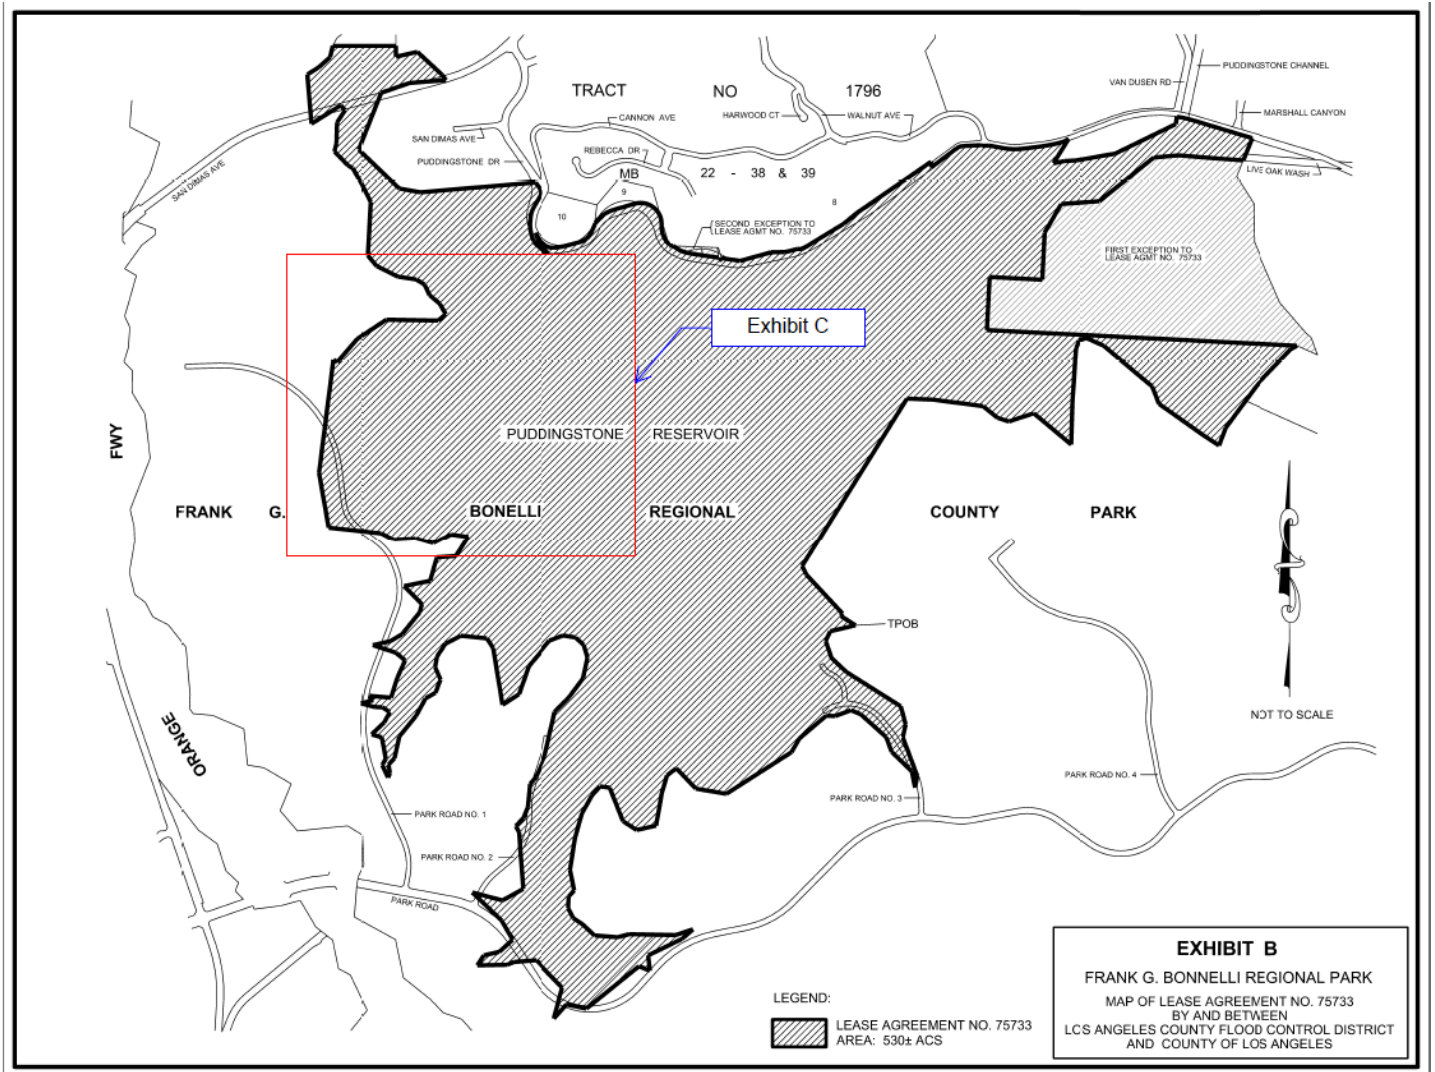 PUDDINGSTONE CHANNEL
VAN DUSEN RD
TRACT NO 1796
MARSHALL CANYON
CANNON AVE
HARWOOD CT
WALNUT AVE
SAN DIMAS AVE
REBECCA DR
PUDDINGSTONE DR
MB 22 - 38 & 39
LIVE OAK WASH
SAN DIMAS AVE
9
8
10
SECOND EXCEPTION TO
LEASE AGMT NO. 75733
FIRST EXCEPTION TO
LEASE AGMT NO. 75733
Exhibit C
FWY
PUDDINGSTONE RESERVOIR
FRANK G. BONELLI REGIONAL COUNTY PARK
TPOB
ORANGE
NOT TO SCALE
PARK ROAD NO. 4
PARK ROAD NO. 3
PARK ROAD NO. 1
PARK ROAD NO. 2
PARK ROAD
LEGEND:
LEASE AGREEMENT NO. 75733
AREA: 530± ACS
EXHIBIT B
FRANK G. BONNELLI REGIONAL PARK
MAP OF LEASE AGREEMENT NO. 75733
BY AND BETWEEN
LCS ANGELES COUNTY FLOOD CONTROL DISTRICT
AND COUNTY OF LOS ANGELES